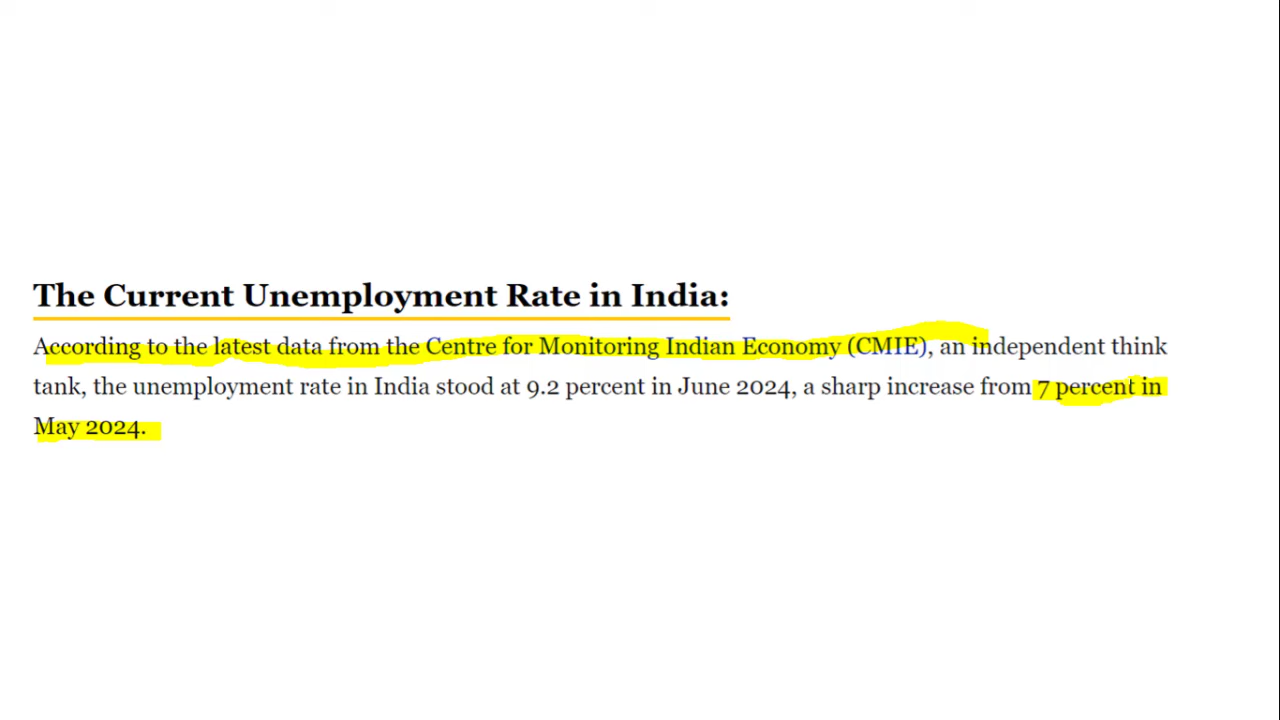 The Current Unemployment Rate in India:
According to the latest data from the Centre for Monitoring Indian Economy (CMIE), an independent think
tank, the unemployment rate in India stood at 9.2 percent in June 2024, a sharp increase from 7 percent in
May 2024.